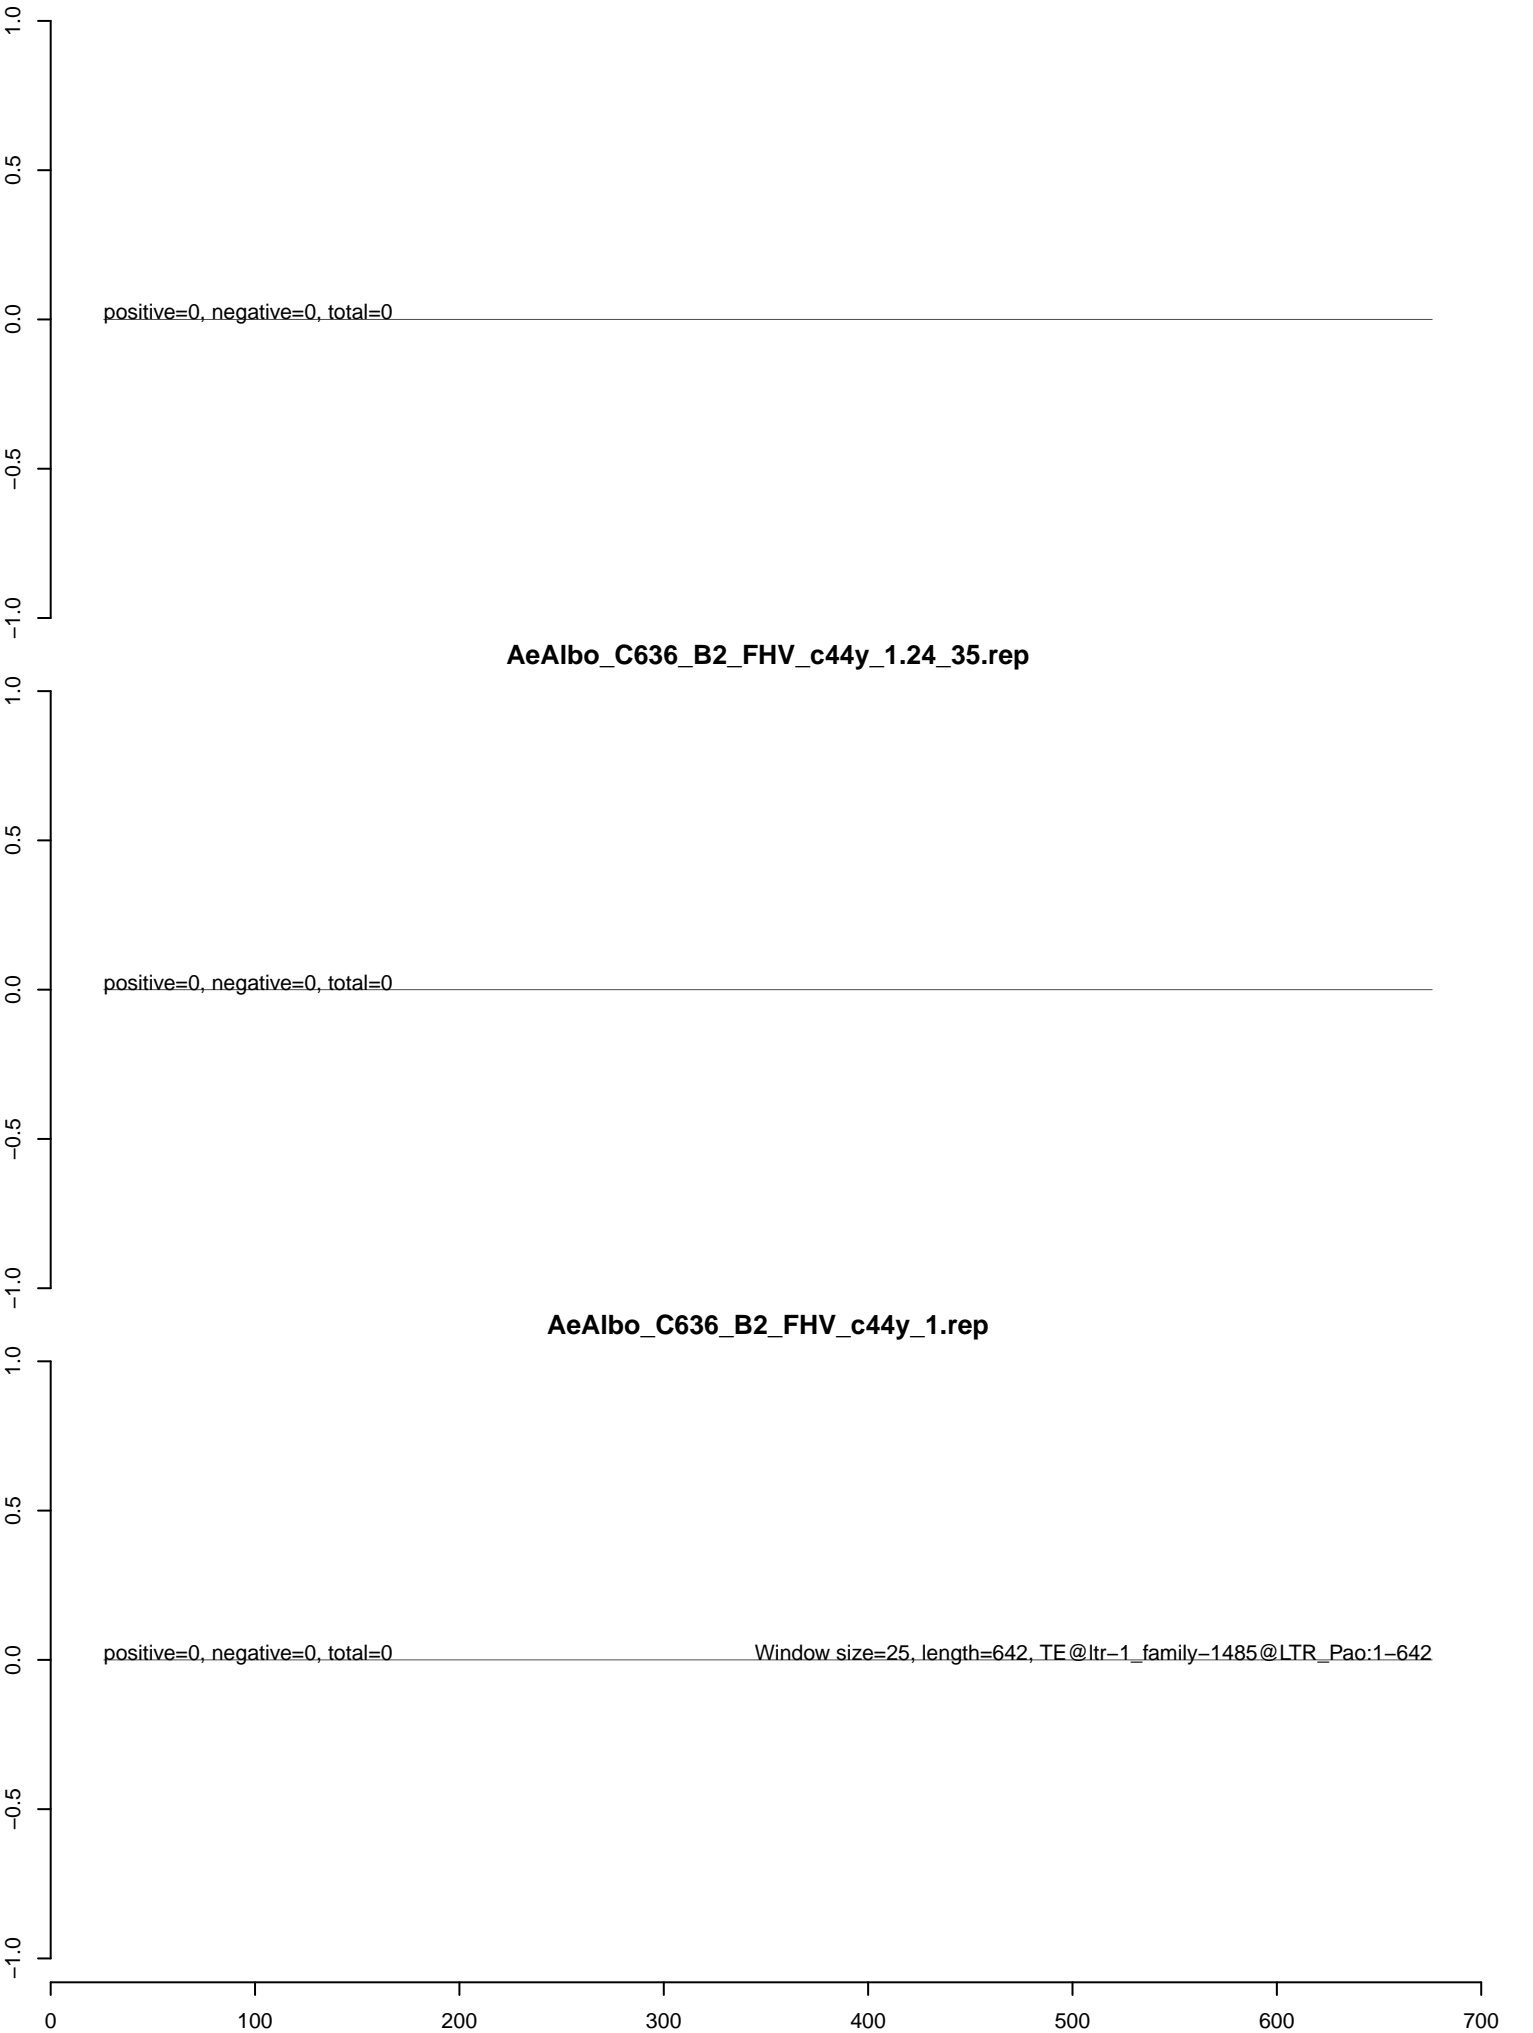 1.0
0.5
positive=0, negative=0, total=0
0.0
−0.5
−1.0
AeAlbo_C636_B2_FHV_c44y_1.24_35.rep
1.0
0.5
positive=0, negative=0, total=0
0.0
−0.5
−1.0
AeAlbo_C636_B2_FHV_c44y_1.rep
1.0
0.5
positive=0, negative=0, total=0 Window size=25, length=642, TE@ltr−1_family−1485@LTR_Pao:1−642
0.0
−0.5
−1.0
0 100 200 300 400 500 600 700